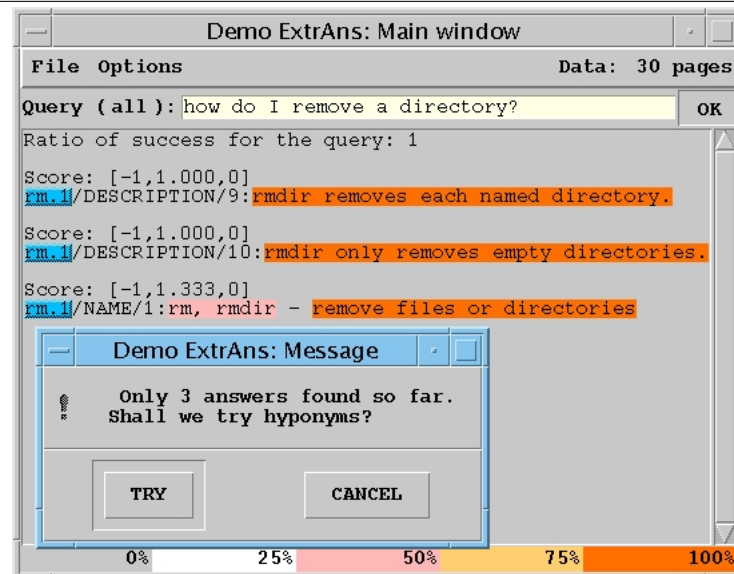 Demo ExtrAns: Main window
File Options Data: 30 pages
Query (all): how do I remove a directory? OK
Ratio of success for the query: 1
Score: [-1,1.000,0]
rm.1/DESCRIPTION/9:rmdir removes each named directory.
Score: [-1,1.000,0]
rm.1/DESCRIPTION/10:rmdir only removes empty directories.
Score: [-1,1.333,0]
rm.1/NAME/1:rm, rmdir - remove files or directories
Demo ExtrAns: Message
Only 3 answers found so far.
Shall we try hyponyms?
TRY CANCEL
0% 25% 50% 75% 100%